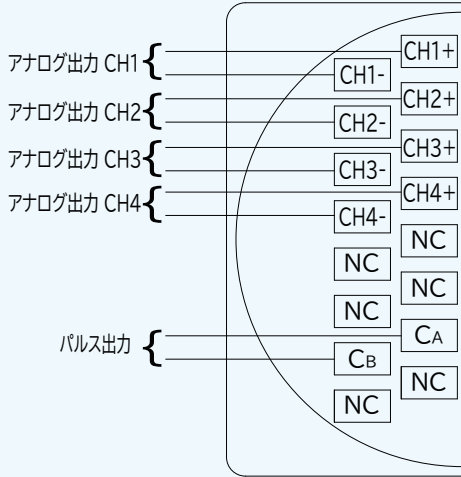 アナログ出力 CH1
CH1+
CH1-
アナログ出力 CH2
CH2+
CH2-
アナログ出力 CH3
CH3+
CH3-
アナログ出力 CH4
CH4+
CH4-
NC
NC
NC
NC
パルス出力
CA
CB
NC
NC